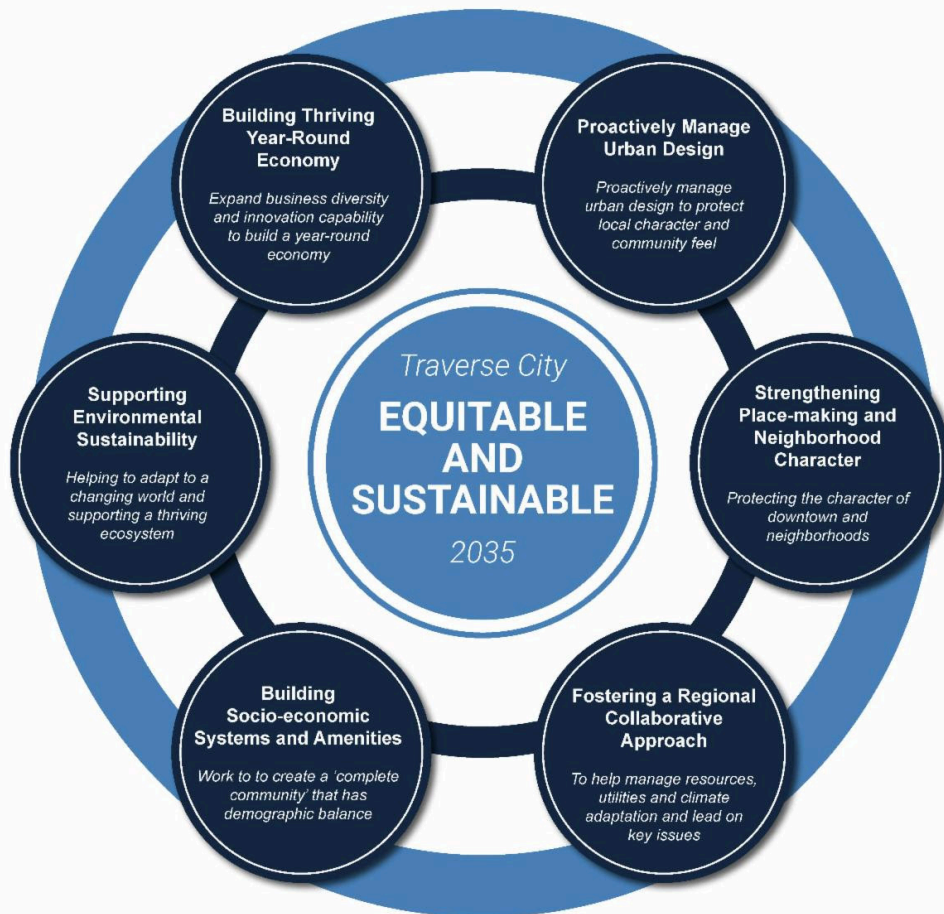 Building Thriving
Year-Round
Economy
Expand business diversity
and innovation capability
to build a year-round
economy
Proactively Manage
Urban Design
Proactively manage
urban design to protect
local character and
community feel
Supporting
Environmental
Sustainability
Helping to adapt to a
changing world and
supporting a thriving
ecosystem
Traverse City
EQUITABLE
AND
SUSTAINABLE
2035
Strengthening
Place-making and
Neighborhood
Character
Protecting the character of
downtown and
neighborhoods
Building
Socio-economic
Systems and Amenities
Work to to create a 'complete
community' that has
demographic balance
Fostering a Regional
Collaborative
Approach
To help manage resources,
utilities and climate
adaptation and lead on
key issues